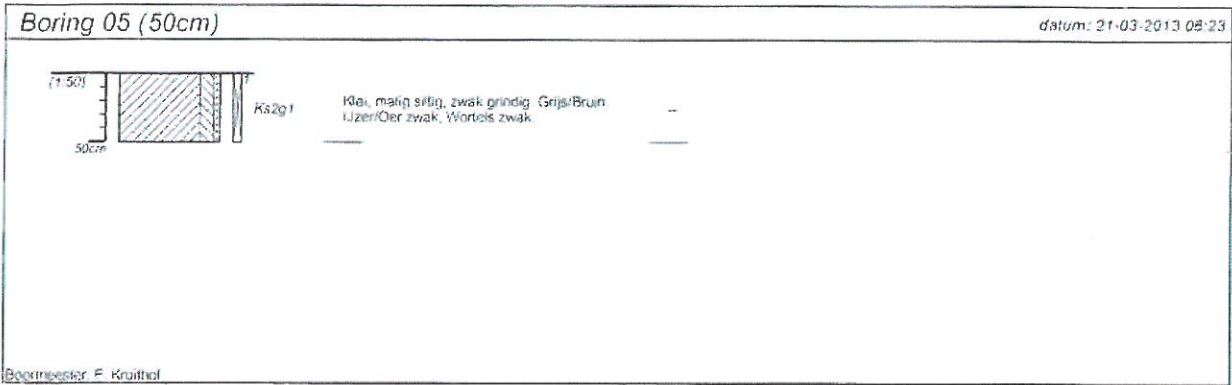 Boring 05 (50cm)
datum: 21-03-2013 08:23
[1:50]
1
Ks2g1
Klei, matig siltig, zwak grindig. Grijs/Bruin
IJzer/Oer zwak, Wortels zwak
--
50cm
Boormeester: F. Kruithof